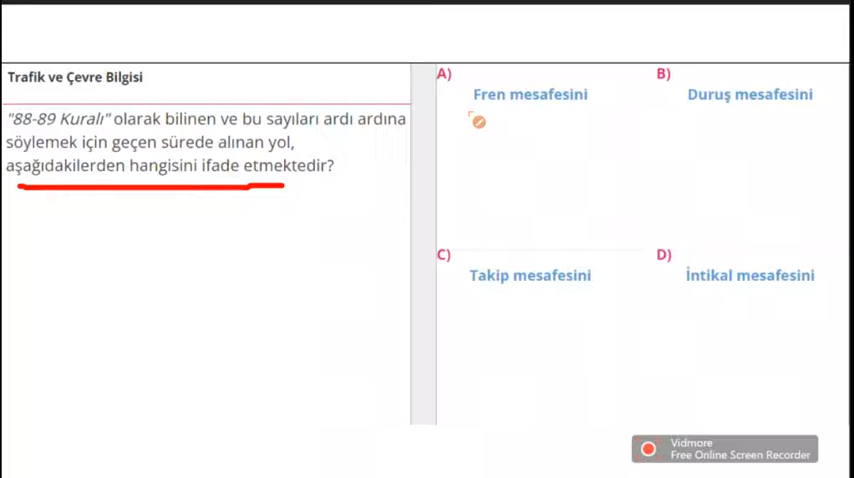 Trafik ve Çevre Bilgisi
"88-89 Kuralı" olarak bilinen ve bu sayıları ardı ardına
söylemek için geçen sürede alınan yol,
aşağıdakilerden hangisini ifade etmektedir?
A)
Fren mesafesini
B)
Duruş mesafesini
C)
Takip mesafesini
D)
İntikal mesafesini
Vidmore
Free Online Screen Recorder